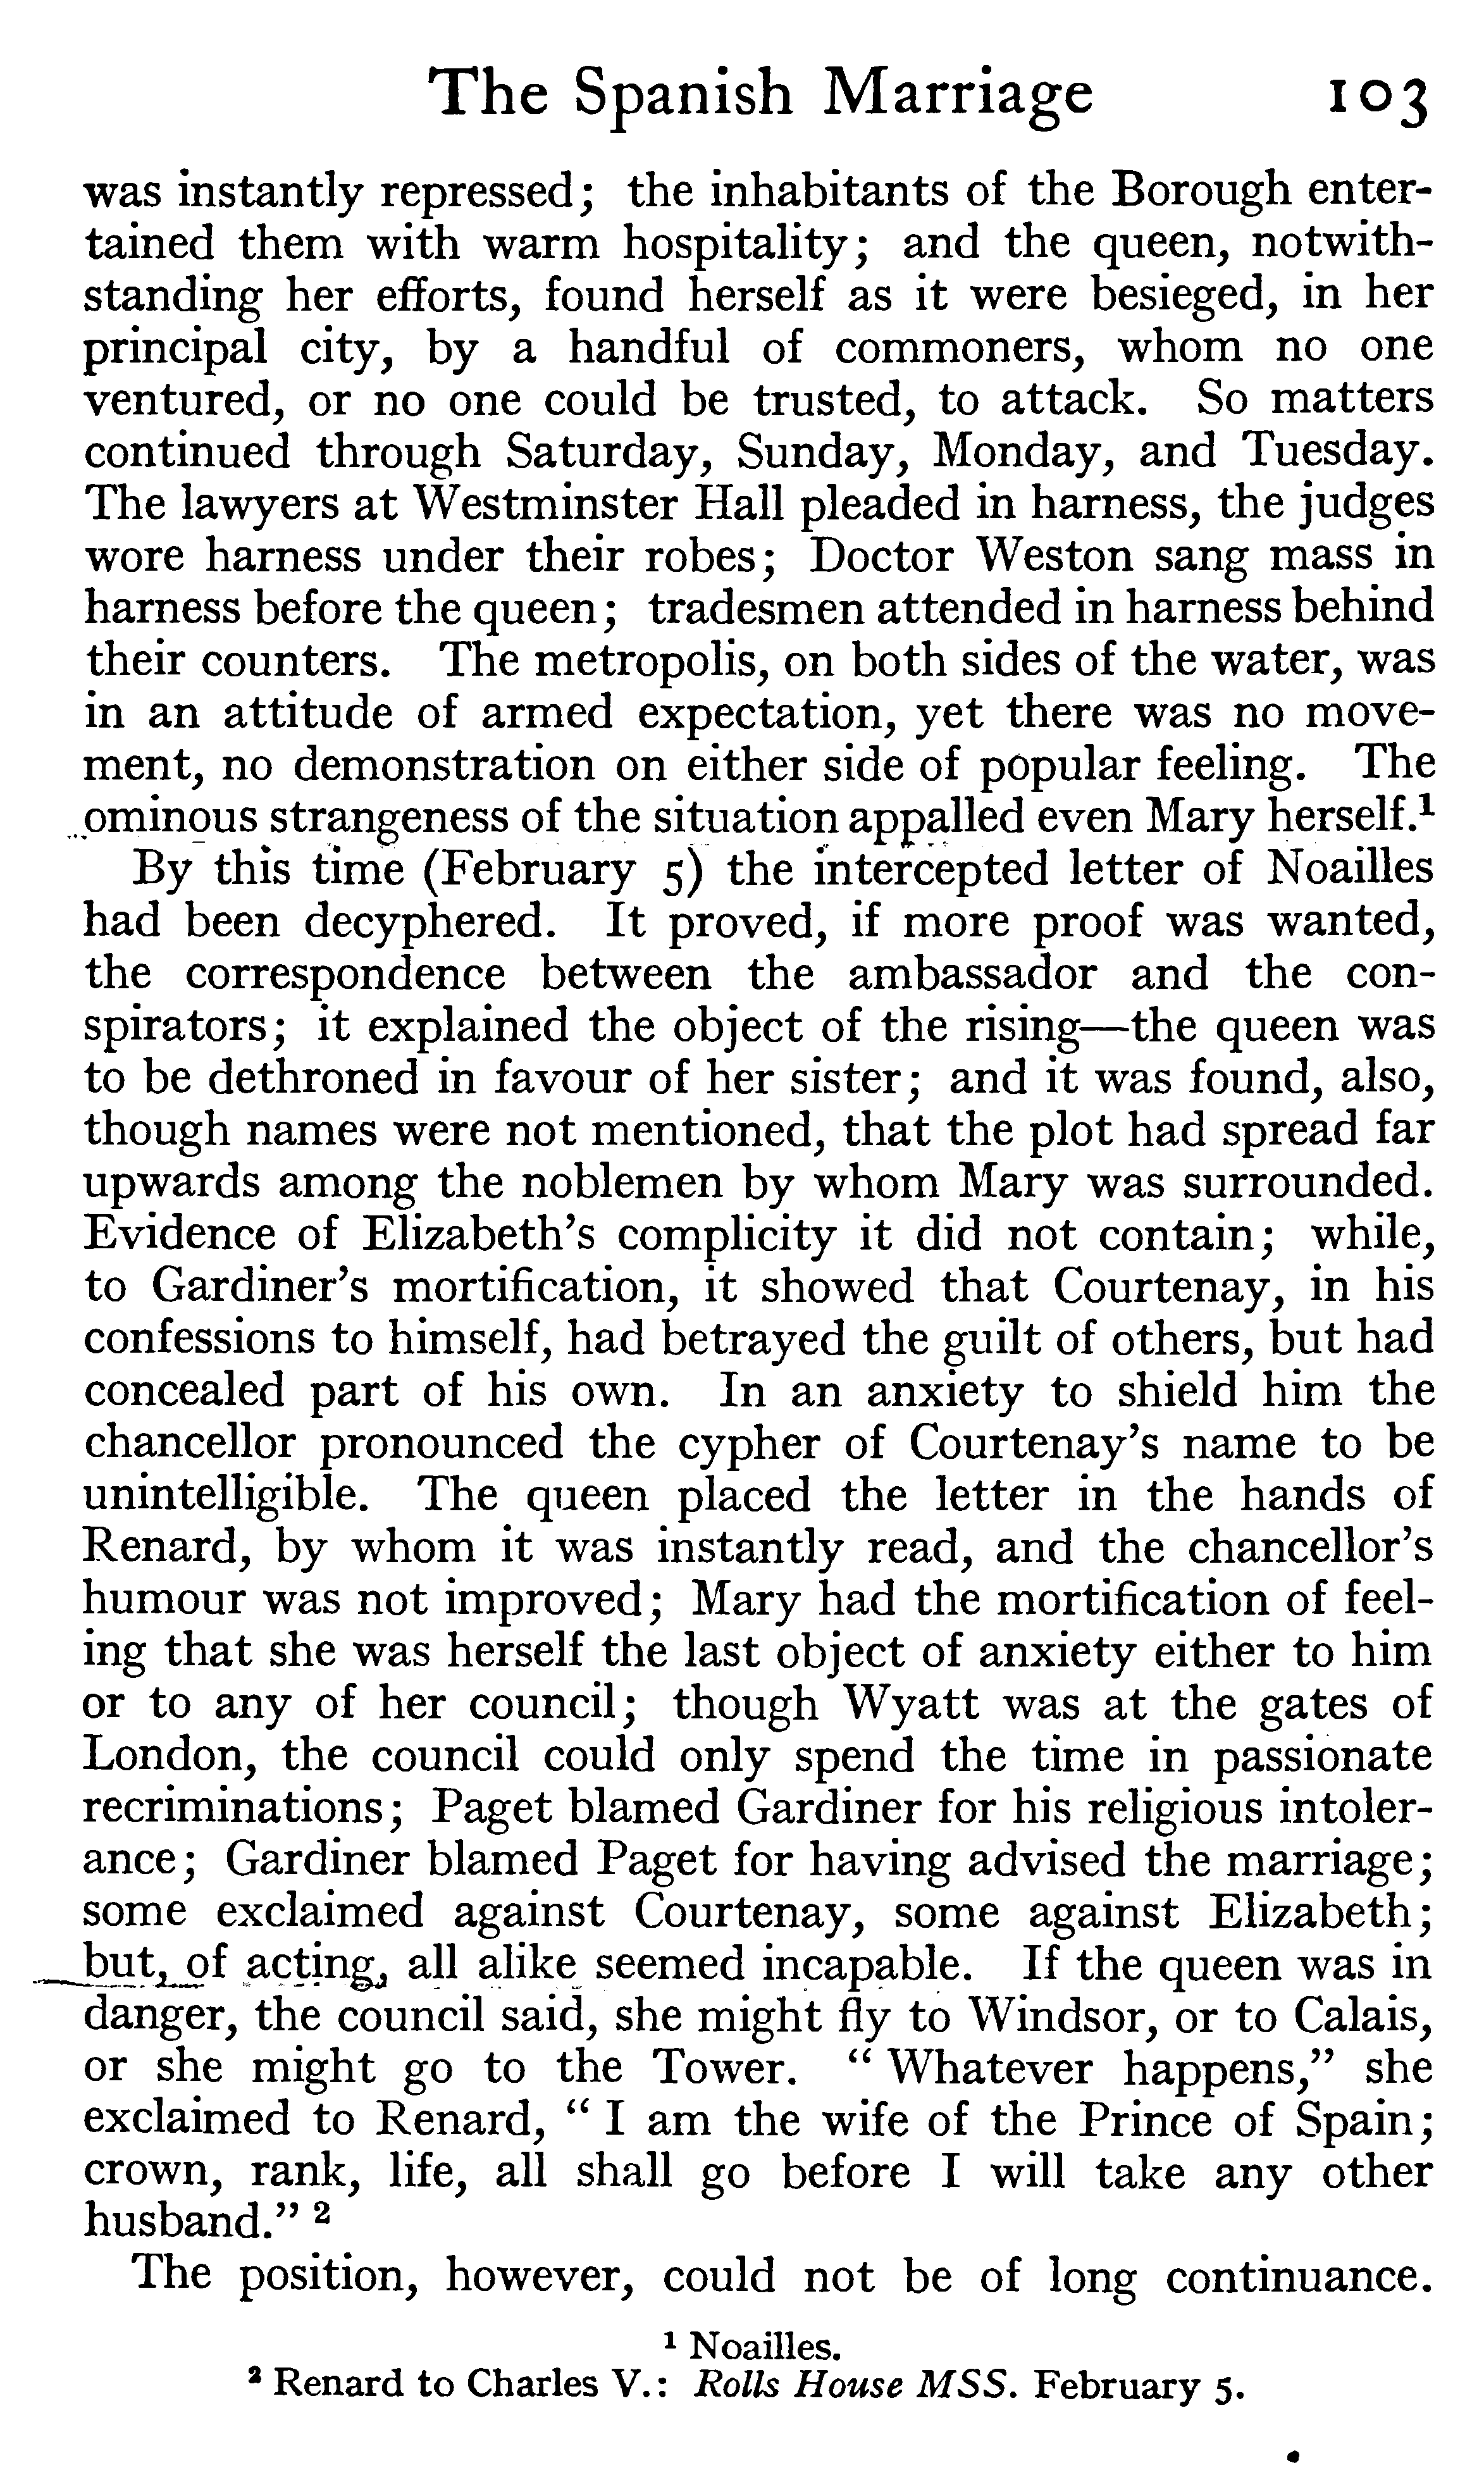 The Spanish Marriage 103
was instantly repressed; the inhabitants of the Borough enter-
tained them with warm hospitality; and the queen, notwith-
standing her efforts, found herself as it were besieged, in her
principal city, by a handful of commoners, whom no one
ventured, or no one could be trusted, to attack. So matters
continued through Saturday, Sunday, Monday, and Tuesday.
The lawyers at Westminster Hall pleaded in harness, the judges
wore harness under their robes; Doctor Weston sang mass in
harness before the queen; tradesmen attended in harness behind
their counters. The metropolis, on both sides of the water, was
in an attitude of armed expectation, yet there was no move-
ment, no demonstration on either side of popular feeling. The
ominous strangeness of the situation appalled even Mary herself.¹
By this time (February 5) the intercepted letter of Noailles
had been decyphered. It proved, if more proof was wanted,
the correspondence between the ambassador and the con-
spirators; it explained the object of the rising—the queen was
to be dethroned in favour of her sister; and it was found, also,
though names were not mentioned, that the plot had spread far
upwards among the noblemen by whom Mary was surrounded.
Evidence of Elizabeth's complicity it did not contain; while,
to Gardiner's mortification, it showed that Courtenay, in his
confessions to himself, had betrayed the guilt of others, but had
concealed part of his own. In an anxiety to shield him the
chancellor pronounced the cypher of Courtenay's name to be
unintelligible. The queen placed the letter in the hands of
Renard, by whom it was instantly read, and the chancellor's
humour was not improved; Mary had the mortification of feel-
ing that she was herself the last object of anxiety either to him
or to any of her council; though Wyatt was at the gates of
London, the council could only spend the time in passionate
recriminations; Paget blamed Gardiner for his religious intoler-
ance; Gardiner blamed Paget for having advised the marriage;
some exclaimed against Courtenay, some against Elizabeth;
but, of acting, all alike seemed incapable. If the queen was in
danger, the council said, she might fly to Windsor, or to Calais,
or she might go to the Tower. "Whatever happens," she
exclaimed to Renard, "I am the wife of the Prince of Spain;
crown, rank, life, all shall go before I will take any other
husband." ²
The position, however, could not be of long continuance.
¹ Noailles.
² Renard to Charles V.: Rolls House MSS. February 5.